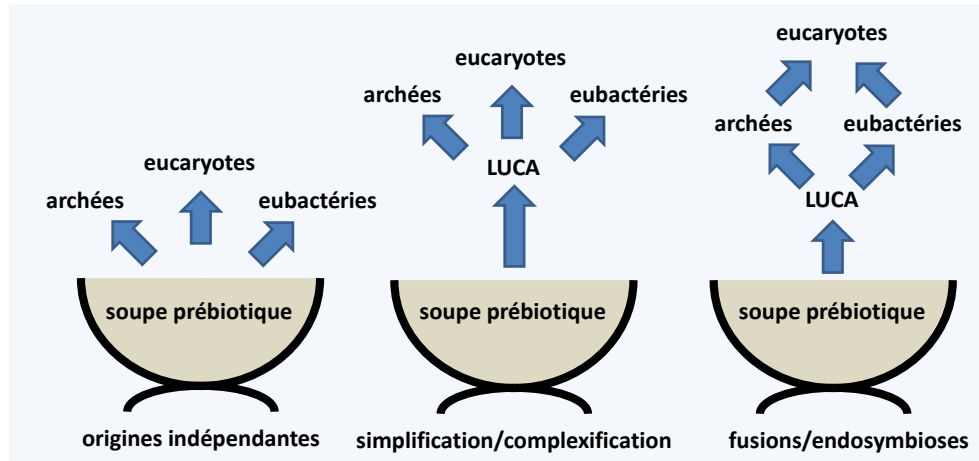 eucaryotes
archées
eubactéries
soupe prébiotique
origines indépendantes
eucaryotes
archées
eubactéries
LUCA
soupe prébiotique
simplification/complexification
eucaryotes
archées
eubactéries
LUCA
soupe prébiotique
fusions/endosymbioses